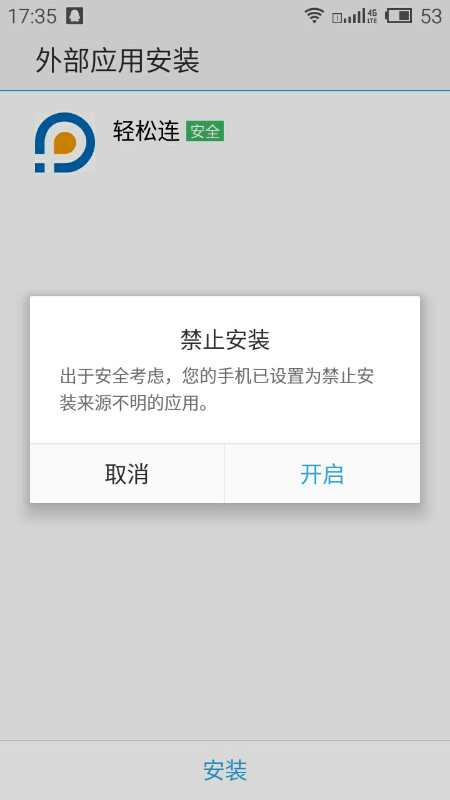 17:35 4G LTE 53
外部应用安装
轻松连 安全
禁止安装
出于安全考虑，您的手机已设置为禁止安
装来源不明的应用。
取消 开启
安装